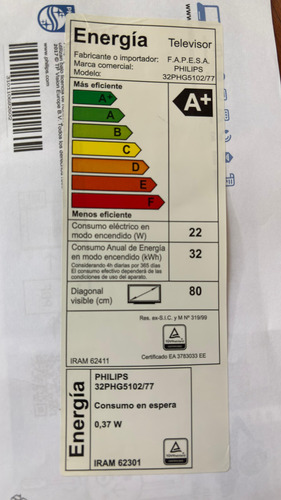 Energía Televisor
Fabricante o importador: F.A.P.E.S.A.
Marca comercial: PHILIPS
Modelo: 32PHG5102/77
Más eficiente
A+
A
B
C
D
E
F
A+
Menos eficiente
Consumo eléctrico en
modo encendido (W) 22
Consumo Anual de Energía
en modo encendido (kWh) 32
Considerando 4h diarias por 365 días
El consumo efectivo dependerá de las
condiciones de uso del aparato.
Diagonal
visible (cm) 80
Res. ex-S.I.C. y M Nº 319/99
IRAM 62411 Certificado EA 3783033 EE
Energía
PHILIPS
32PHG5102/77
Consumo en espera
0,37 W
IRAM 62301
www.philips.com